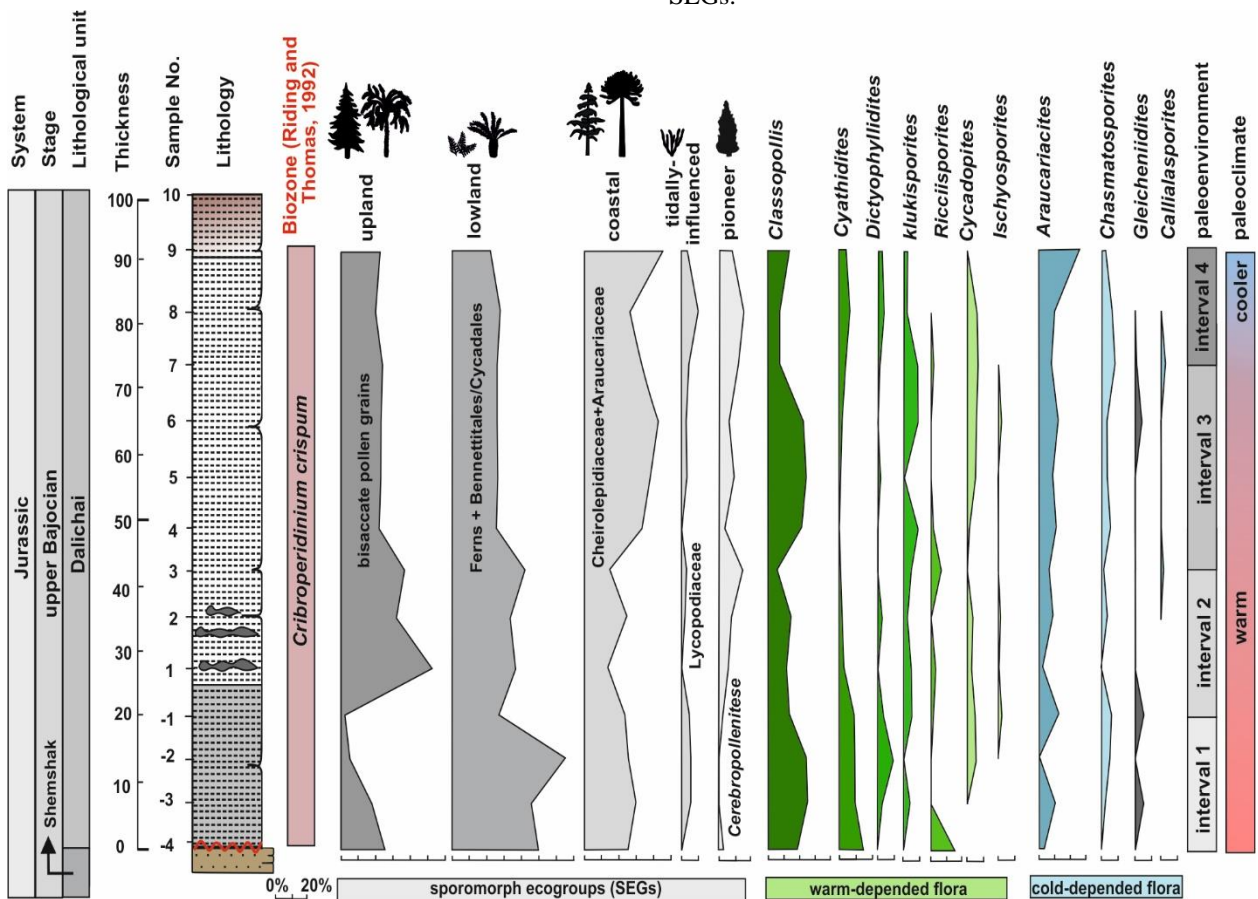 SEGs.
System
Stage
Lithological unit
Thickness
Sample No.
Lithology
Biozone (Riding and
Thomas, 1992)
upland
lowland
coastal
tidally-
influenced
pioneer
Classopollis
Cyathidites
Dictyophyllidites
klukisporites
Ricciisporites
Cycadopites
Ischyosporites
Araucariacites
Chasmatosporites
Gleicheniidites
Callialasporites
paleoenvironment
paleoclimate
Jurassic
upper Bajocian
Shemshak
Dalichai
100
90
80
70
60
50
40
30
20
10
0
10
9
8
7
6
5
4
3
2
1
-1
-2
-3
-4
Cribroperidinium crispum
bisaccate pollen grains
Ferns + Bennettitales/Cycadales
Cheirolepidiaceae+Araucariaceae
Lycopodiaceae
Cerebropollenitese
interval 4
interval 3
interval 2
interval 1
cooler
warm
0% 20%
sporomorph ecogroups (SEGs)
warm-depended flora
cold-depended flora